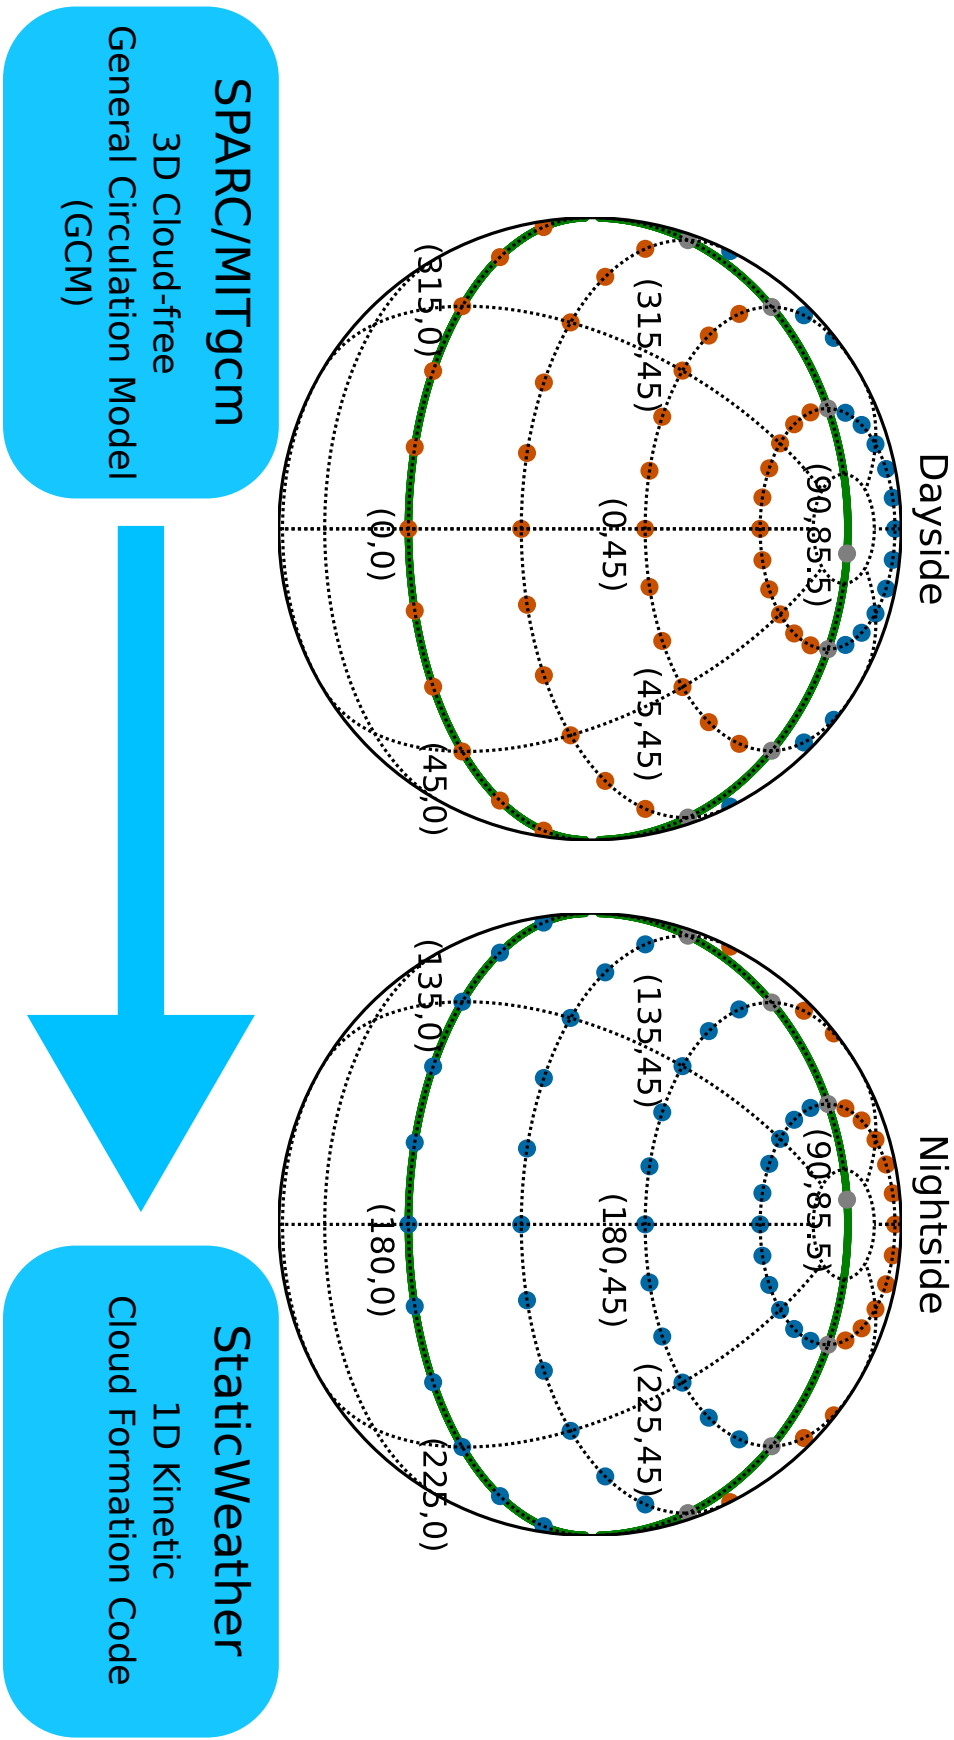 Dayside
Nightside
(90,85.5)
(90,85.5)
(315,45)
(0,45)
(45,45)
(135,45)
(180,45)
(225,45)
(315,0)
(0,0)
(45,0)
(135,0)
(180,0)
(225,0)
SPARC/MITgcm
3D Cloud-free
General Circulation Model
(GCM)
StaticWeather
1D Kinetic
Cloud Formation Code